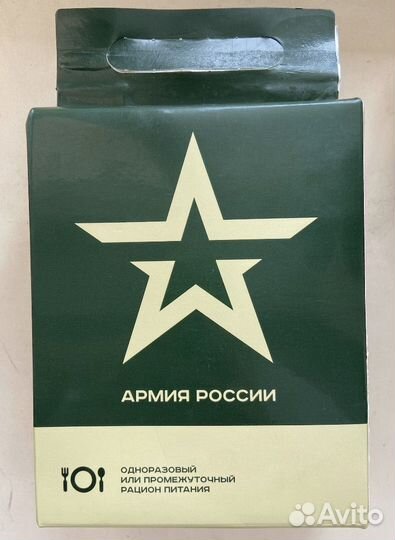 АРМИЯ РОССИИ
ОДНОРАЗОВЫЙ
ИЛИ ПРОМЕЖУТОЧНЫЙ
РАЦИОН ПИТАНИЯ
Avito